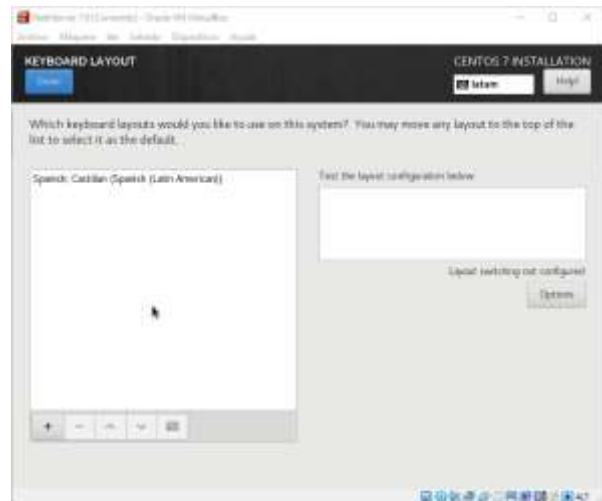 KEYBOARD LAYOUT
CENTOS 7 INSTALLATION
Done
latam
Help!
Which keyboard layouts would you like to use on this system? You may move any layout to the top of the
list to select it as the default.
Spanish; Castilian (Spanish (Latin American))
Test the layout configuration below:
Layout switching not configured.
Options